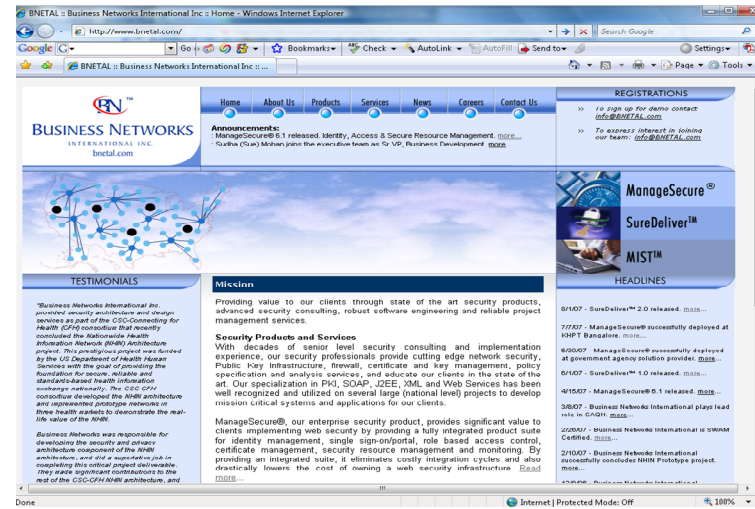 BNETAL :: Business Networks International Inc :: Home - Windows Internet Explorer
http://www.bnetal.com/
Search Google
Google
Go
Bookmarks
Check
AutoLink
AutoFill
Send to
Settings
BNETAL :: Business Networks International Inc :: ...
Page
Tools
BN™
BUSINESS NETWORKS
INTERNATIONAL INC.
bnetal.com
Home About Us Products Services News Careers Contact Us
Announcements:
: ManageSecure® 6.1 released. Identity, Access & Secure Resource Management. more...
: Sudha (Sue) Mohan joins the executive team as Sr VP, Business Development. more
REGISTRATIONS
>> To sign up for demo contact
info@BNETAL.com
>> To express interest in joining
our team: info@BNETAL.com
ManageSecure®
SureDeliver™
MIST™
TESTIMONIALS
"Business Networks International Inc.
provided security architecture and design
services as part of the CSC-Connecting for
Health (CFH) consortium that recently
concluded the Nationwide Health
Information Network (NHIN) Architecture
project. This prestigious project was funded
by the US Department of Health Human
Services with the goal of providing the
foundation for secure, reliable and
standards-based health information
exchange nationally. The CSC CFH
consortium developed the NHIN architecture
and implemented prototype networks in
three health markets to demonstrate the real-
life value of the NHIN.
Business Networks was responsible for
developing the security and privacy
architecture component of the NHIN
architecture, and did a superlative job in
completing this critical project deliverable.
They made significant contributions to the
rest of the CSC-CFH NHIN architecture, and
Mission
Providing value to our clients through state of the art security products,
advanced security consulting, robust software engineering and reliable project
management services.
Security Products and Services
With decades of senior level security consulting and implementation
experience, our security professionals provide cutting edge network security,
Public Key Infrastructure, firewall, certificate and key management, policy
specification and analysis services, and educate our clients in the state of the
art. Our specialization in PKI, SOAP, J2EE, XML and Web Services has been
well recognized and utilized on several large (national level) projects to develop
mission critical systems and applications for our clients.
ManageSecure®, our enterprise security product, provides significant value to
clients implementing web security by providing a fully integrated product suite
for identity management, single sign-on/portal, role based access control,
certificate management, security resource management and monitoring. By
providing an integrated suite, it eliminates costly integration cycles and also
drastically lowers the cost of owning a web security infrastructure. Read
more...
HEADLINES
8/1/07 - SureDeliver™ 2.0 released. more...
7/7/07 - ManageSecure® successfully deployed at
KHPT Bangalore. more...
6/30/07 - ManageSecure® successfully deployed
at government agency solution provider. more...
6/1/07 - SureDeliver™ 1.0 released. more...
4/15/07 - ManageSecure® 6.1 released. more...
3/8/07 - Business Networks International plays lead
role in CAQH. more...
2/28/07 - Business Networks International is SWAM
Certified. more...
2/10/07 - Business Networks International
successfully concludes NHIN Prototype project.
more...
Business Networks International
Done
Internet | Protected Mode: Off
100%